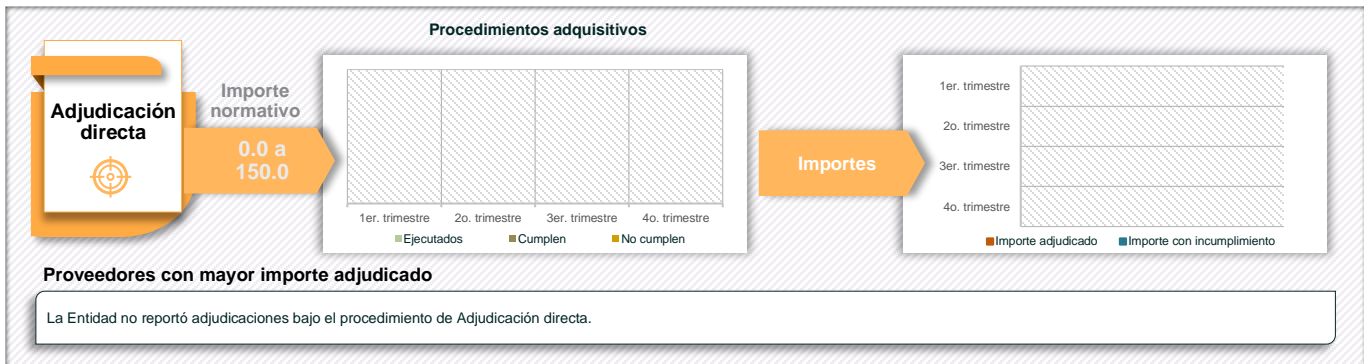 Procedimientos adquisitivos
Adjudicación
directa
Importe
normativo
0.0 a
150.0
1er. trimestre
2o. trimestre
3er. trimestre
4o. trimestre
Ejecutados
Cumplen
No cumplen
Importes
1er. trimestre
2o. trimestre
3er. trimestre
4o. trimestre
Importe adjudicado
Importe con incumplimiento
Proveedores con mayor importe adjudicado
La Entidad no reportó adjudicaciones bajo el procedimiento de Adjudicación directa.